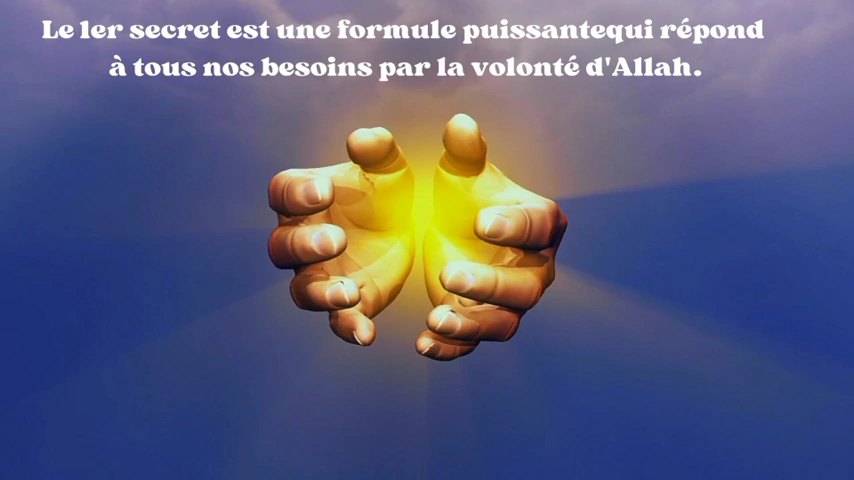 Le 1er secret est une formule puissantequi répond
à tous nos besoins par la volonté d'Allah.